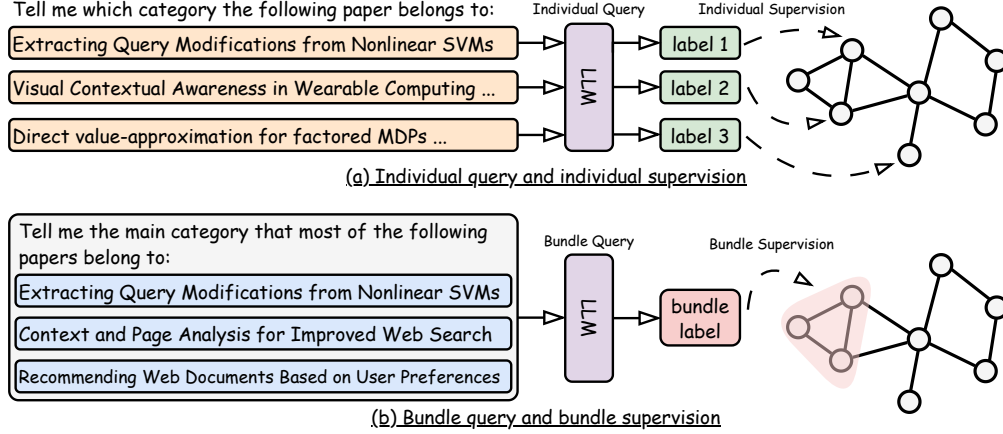 Tell me which category the following paper belongs to:
Individual Query
Individual Supervision
Extracting Query Modifications from Nonlinear SVMs
label 1
Visual Contextual Awareness in Wearable Computing ...
LLM
label 2
Direct value-approximation for factored MDPs ...
label 3
(a) Individual query and individual supervision
Tell me the main category that most of the following
papers belong to:
Bundle Query
Bundle Supervision
Extracting Query Modifications from Nonlinear SVMs
Context and Page Analysis for Improved Web Search
LLM
bundle
label
Recommending Web Documents Based on User Preferences
(b) Bundle query and bundle supervision